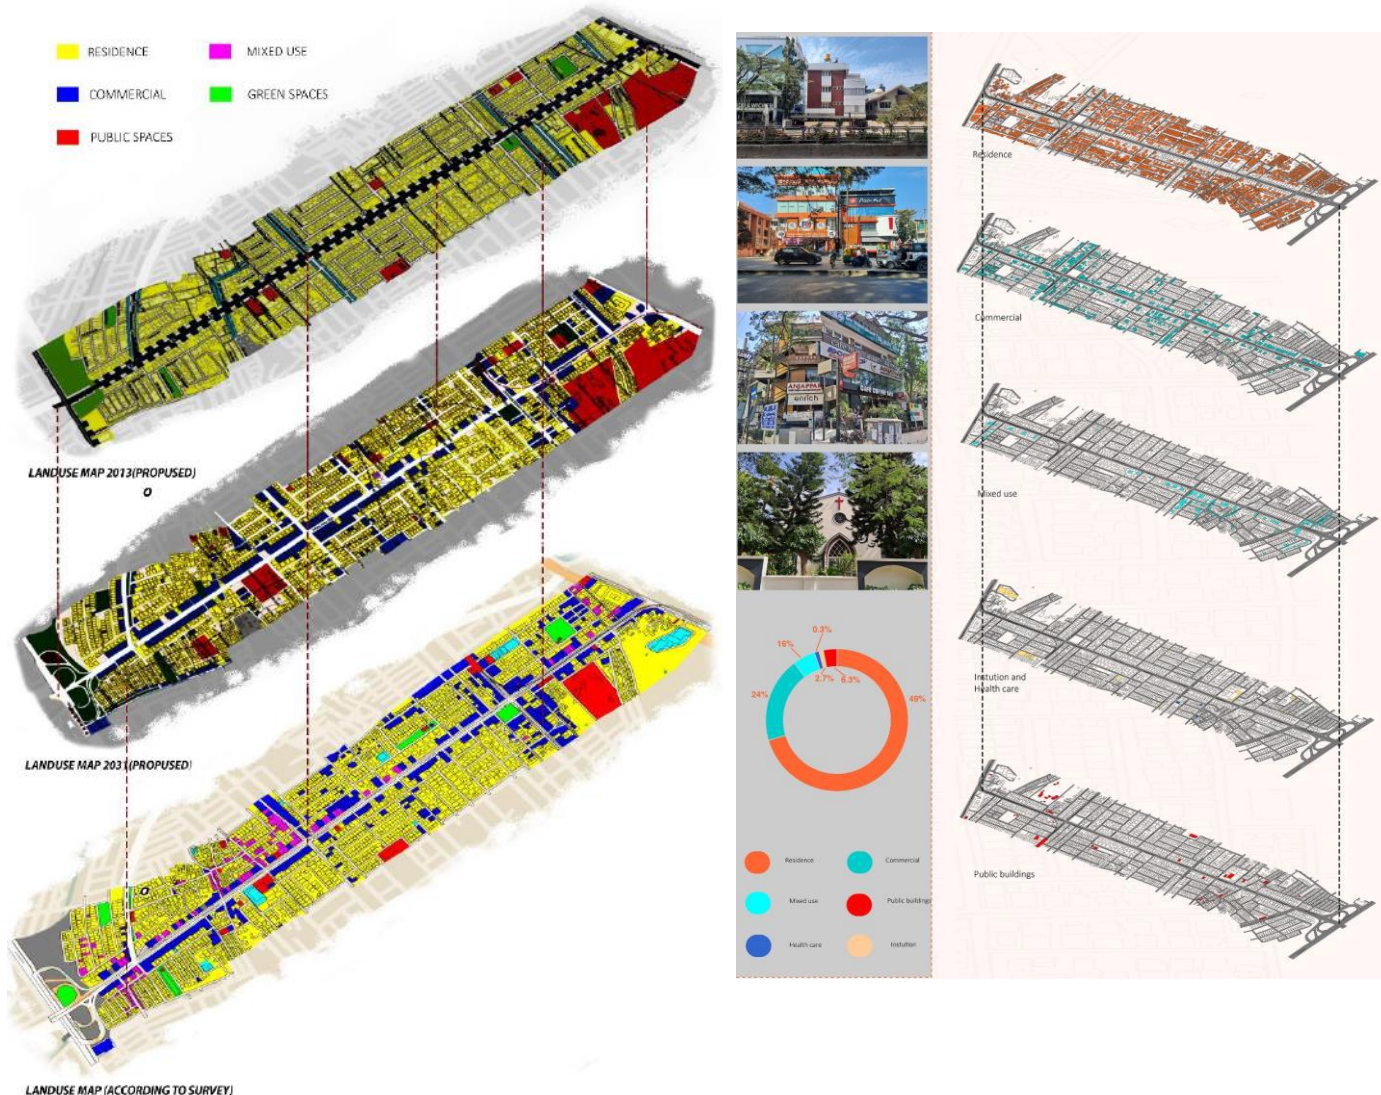 RESIDENCE
MIXED USE
COMMERCIAL
GREEN SPACES
PUBLIC SPACES
LANDUSE MAP 2013(PROPUSED)
O
LANDUSE MAP 2031(PROPUSED)
O
LANDUSE MAP (ACCORDING TO SURVEY)
ANJAPPAR
enrich
0.3%
16%
2.7%
6.3%
24%
49%
Residence
Commercial
Mixed use
Public buildings
Health care
Instution
Residence
Commercial
Mixed use
Instution and
Health care
Public buildings